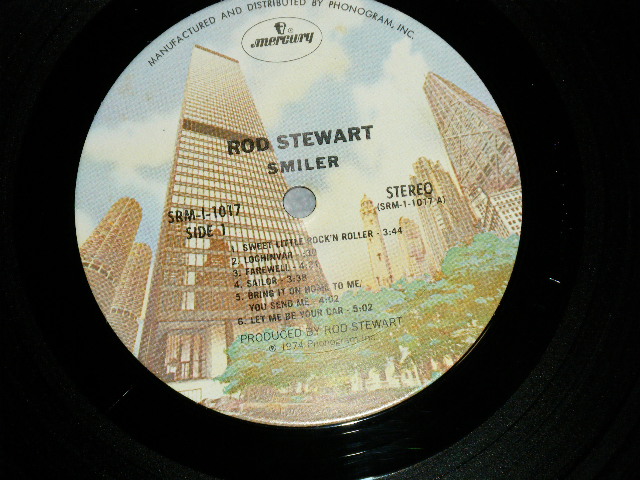 MANUFACTURED AND DISTRIBUTED BY PHONOGRAM, INC.
mercury
ROD STEWART
SMILER
SRM-1-1017
SIDE 1
STEREO
(SRM-1-1017 A)
1. SWEET LITTLE ROCK'N ROLLER - 3:44
2. LOCHINVAR -
3. FAREWELL -
4. SAILOR - 3:38
5. BRING IT ON HOME TO ME/
YOU SEND ME - 4:02
6. LET ME BE YOUR CAR - 5:02
PRODUCED BY ROD STEWART
℗ 1974 Phonogram Inc.